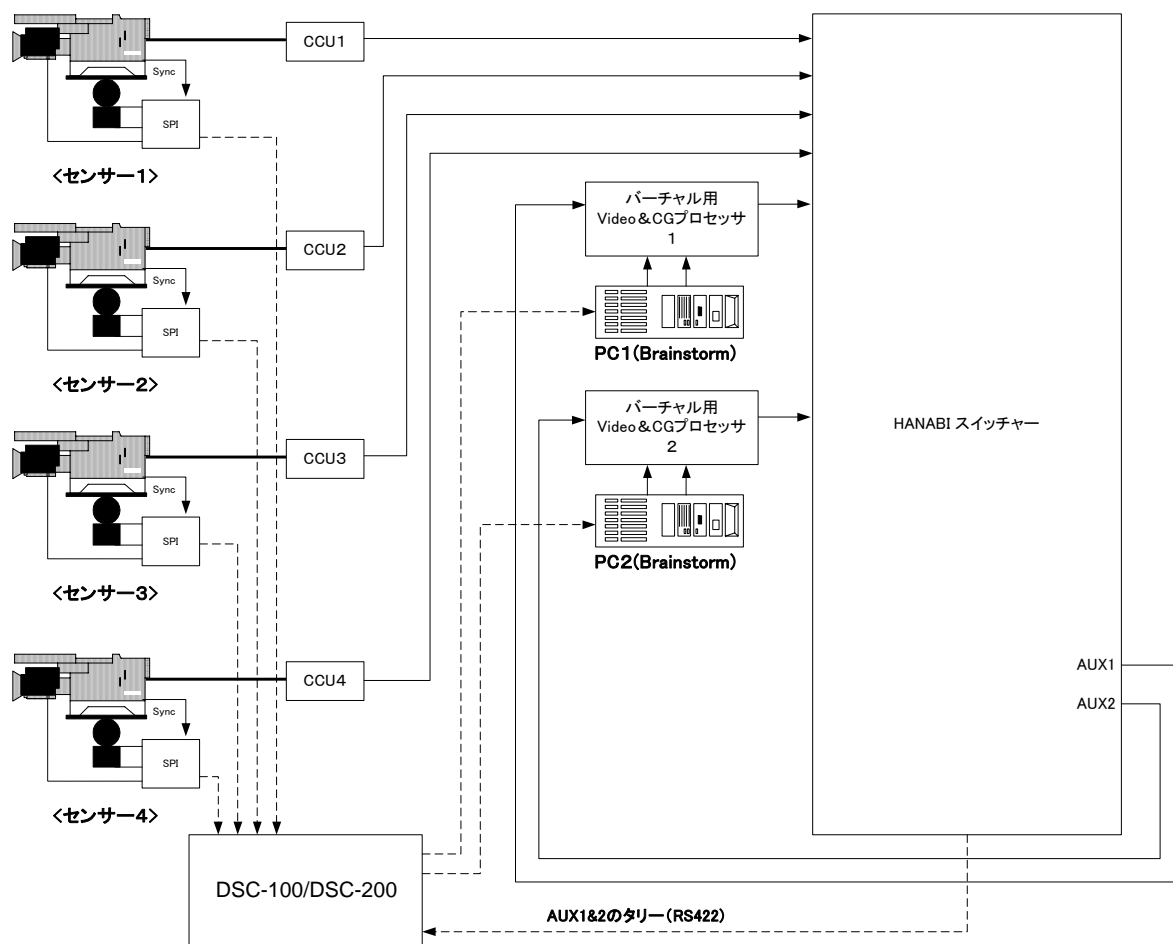 CCU1
Sync
SPI
<センサー1>
CCU2
Sync
SPI
<センサー2>
CCU3
Sync
SPI
<センサー3>
CCU4
Sync
SPI
<センサー4>
バーチャル用
Video&CGプロセッサ
1
PC1(Brainstorm)
バーチャル用
Video&CGプロセッサ
2
PC2(Brainstorm)
HANABI スイッチャー
AUX1
AUX2
DSC-100/DSC-200
AUX1&2のタリー(RS422)